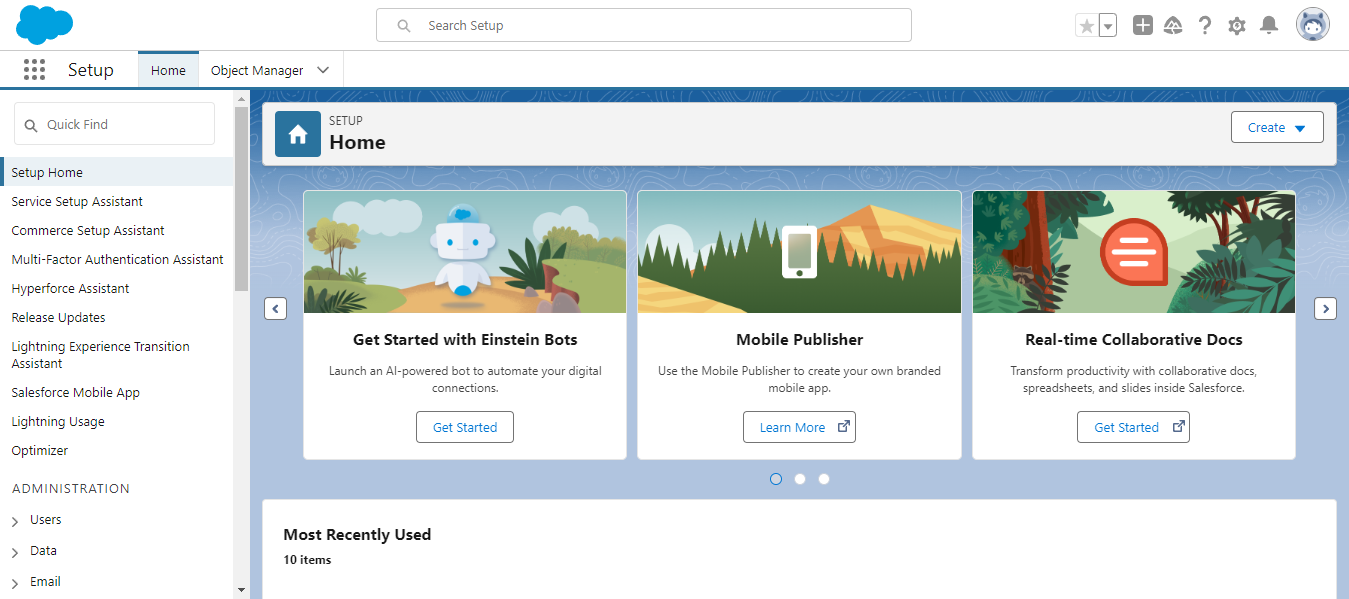 Search Setup
Setup
Home
Object Manager
Quick Find
Setup Home
Service Setup Assistant
Commerce Setup Assistant
Multi-Factor Authentication Assistant
Hyperforce Assistant
Release Updates
Lightning Experience Transition
Assistant
Salesforce Mobile App
Lightning Usage
Optimizer
ADMINISTRATION
Users
Data
Email
SETUP
Home
Create
Get Started with Einstein Bots
Launch an AI-powered bot to automate your digital
connections.
Get Started
Mobile Publisher
Use the Mobile Publisher to create your own branded
mobile app.
Learn More
Real-time Collaborative Docs
Transform productivity with collaborative docs,
spreadsheets, and slides inside Salesforce.
Get Started
Most Recently Used
10 items